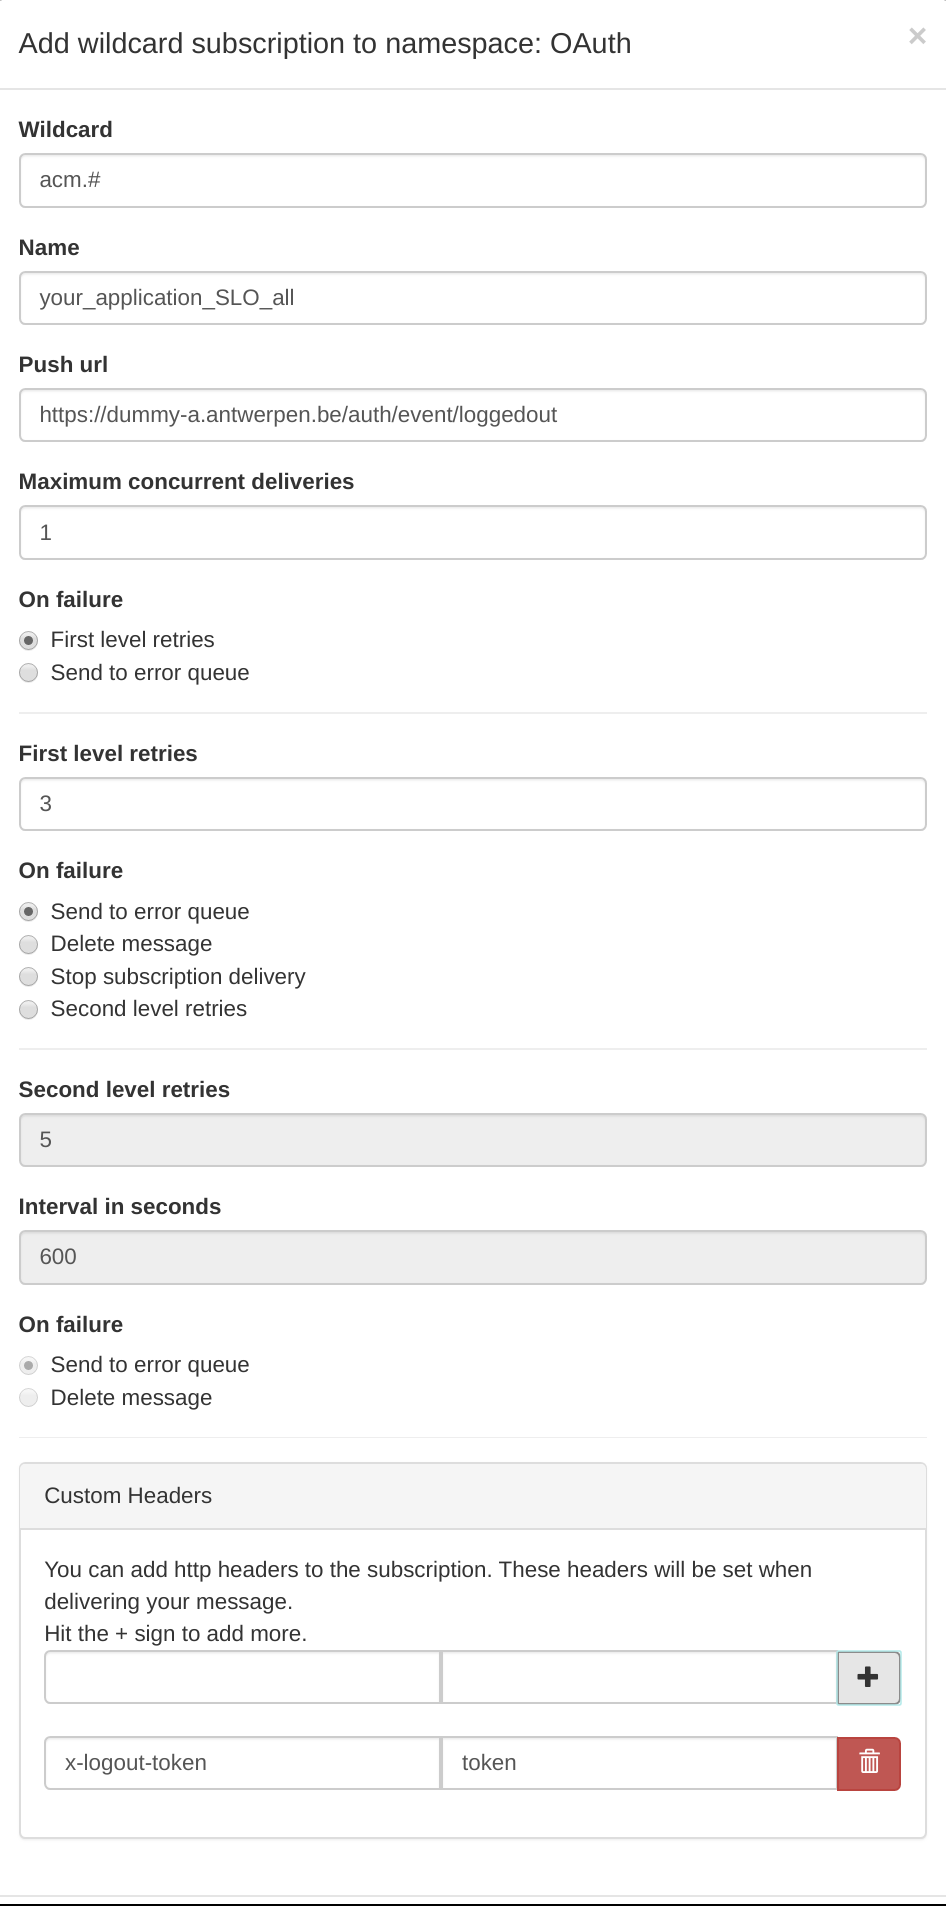 Add wildcard subscription to namespace: OAuth
×
Wildcard
acm.#
Name
your_application_SLO_all
Push url
https://dummy-a.antwerpen.be/auth/event/loggedout
Maximum concurrent deliveries
1
On failure
First level retries
Send to error queue
First level retries
3
On failure
Send to error queue
Delete message
Stop subscription delivery
Second level retries
Second level retries
5
Interval in seconds
600
On failure
Send to error queue
Delete message
Custom Headers
You can add http headers to the subscription. These headers will be set when
delivering your message.
Hit the + sign to add more.
x-logout-token token